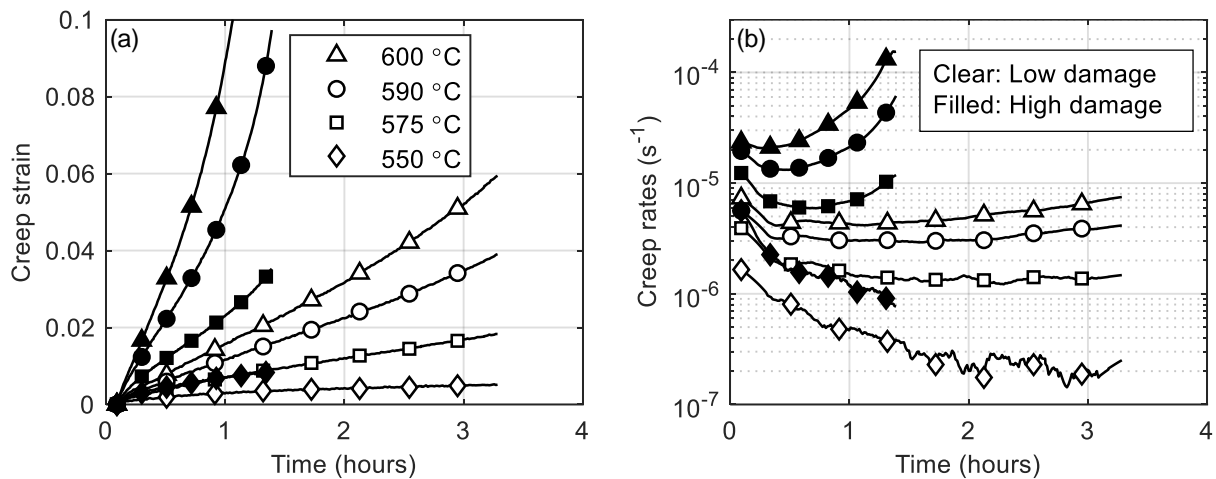 (a)
0.1
0.08
0.06
0.04
0.02
0
Creep strain
600 °C
590 °C
575 °C
550 °C
0
1
2
3
4
Time (hours)
(b)
10⁻⁴
10⁻⁵
10⁻⁶
10⁻⁷
Creep rates (s⁻¹)
Clear: Low damage
Filled: High damage
0
1
2
3
4
Time (hours)